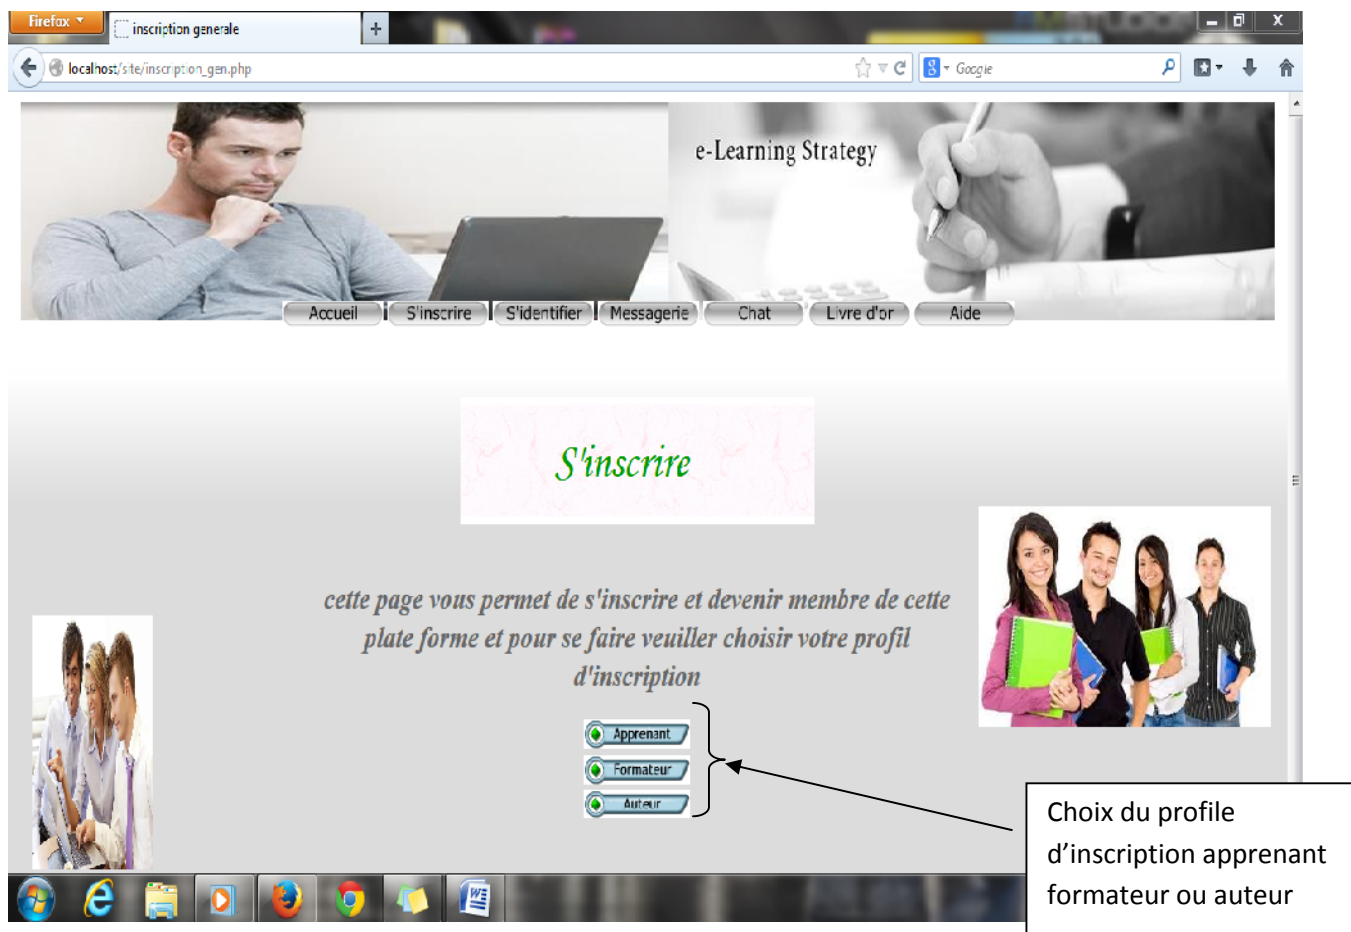 Firefox
inscription generale
localhost/site/inscription_gen.php
Google
e-Learning Strategy
Accueil S'inscrire S'identifier Messagerie Chat Livre d'or Aide
S'inscrire
cette page vous permet de s'inscrire et devenir membre de cette
plate forme et pour se faire veuiller choisir votre profil
d'inscription
Apprenant
Formateur
Auteur
Choix du profile
d’inscription apprenant
formateur ou auteur